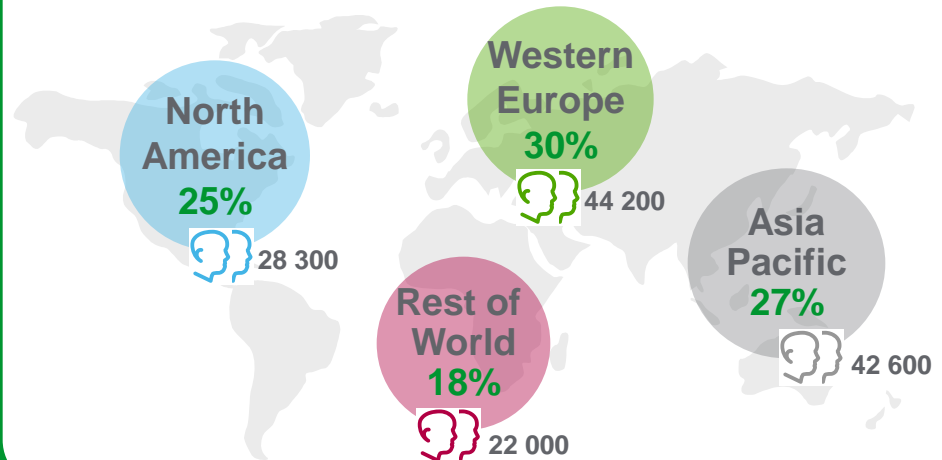 North
America
25%
28 300
Western
Europe
30%
44 200
Asia
Pacific
27%
42 600
Rest of
World
18%
22 000